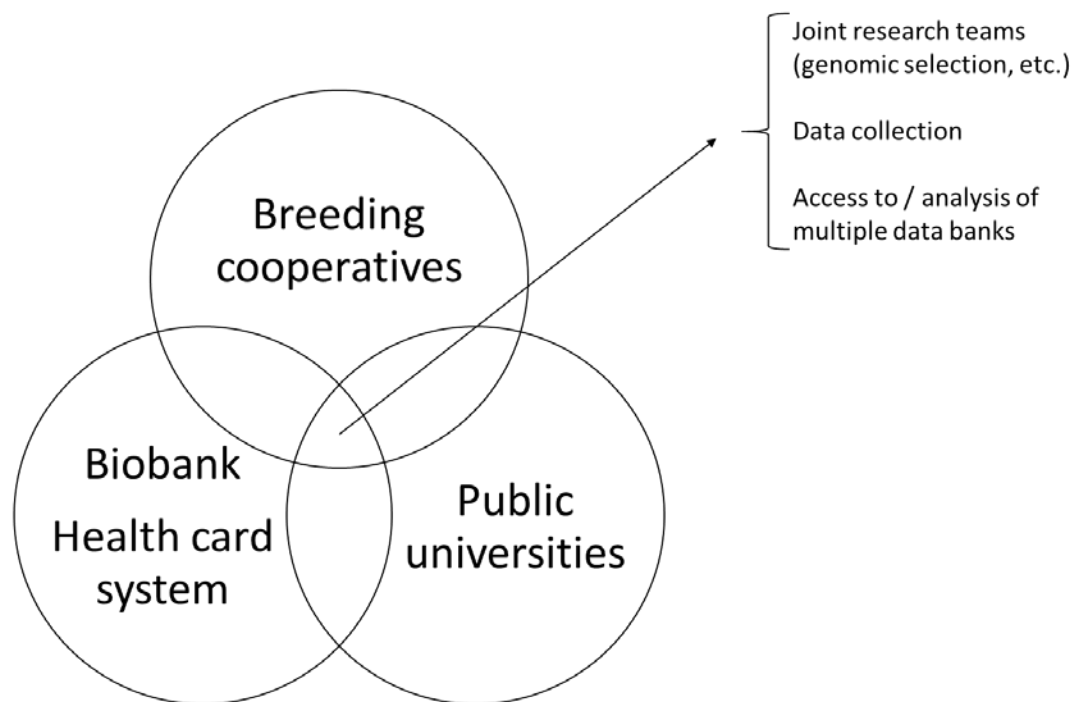 Joint research teams
(genomic selection, etc.)
Data collection
Access to / analysis of
multiple data banks
Breeding
cooperatives
Biobank
Health card
system
Public
universities